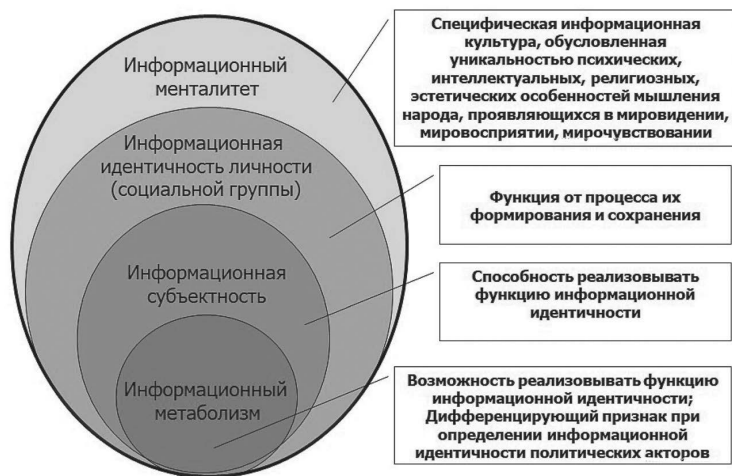 Информационный
менталитет
Специфическая информационная
культура, обусловленная
уникальностью психических,
интеллектуальных, религиозных,
эстетических особенностей мышления
народа, проявляющихся в мировидении,
мировосприятии, мирочувствовании
Информационная
идентичность личности
(социальной группы)
Функция от процесса их
формирования и сохранения
Информационная
субъектность
Способность реализовывать
функцию информационной
идентичности
Информационный
метаболизм
Возможность реализовывать функцию
информационной идентичности;
Дифференцирующий признак при
определении информационной
идентичности политических акторов